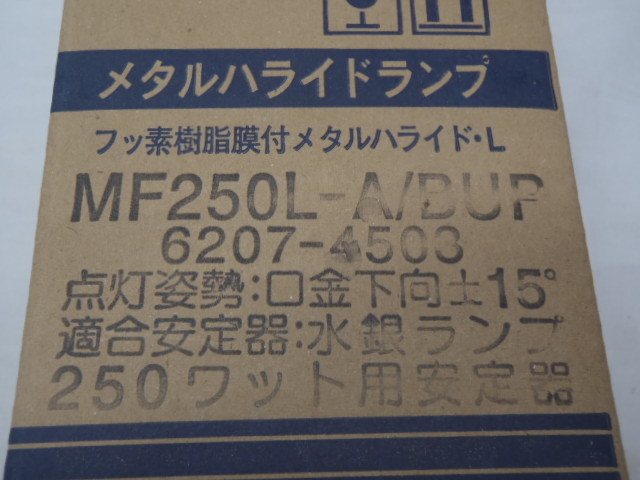 メタルハライドランプ
フッ素樹脂膜付メタルハライド・L
MF250L-A/BUP
6207-4503
点灯姿勢:口金下向±15°
適合安定器:水銀ランプ
250ワット用安定器